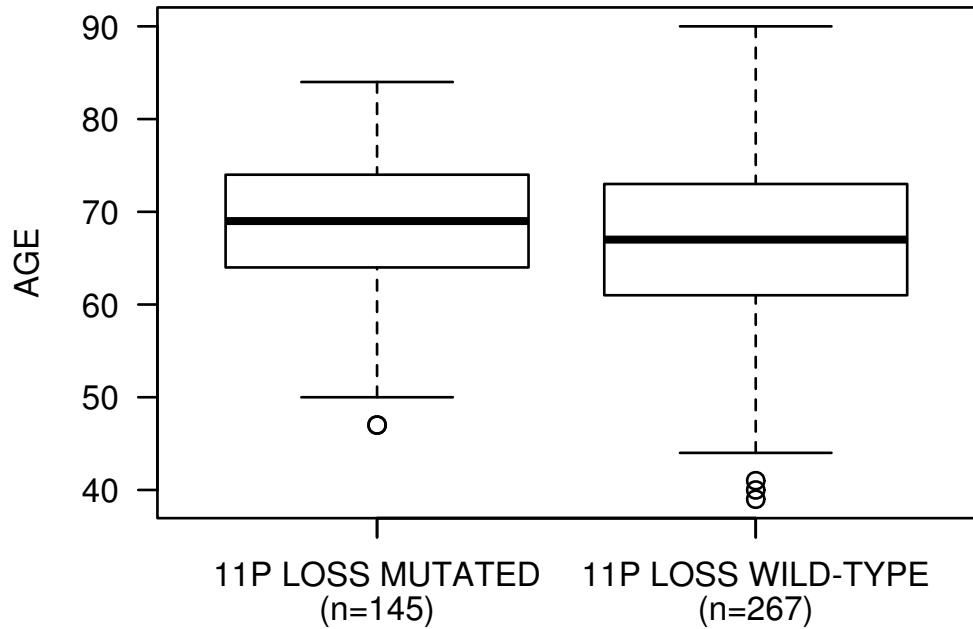 90
80
70
60
50
40
AGE
11P LOSS MUTATED
(n=145)
11P LOSS WILD-TYPE
(n=267)